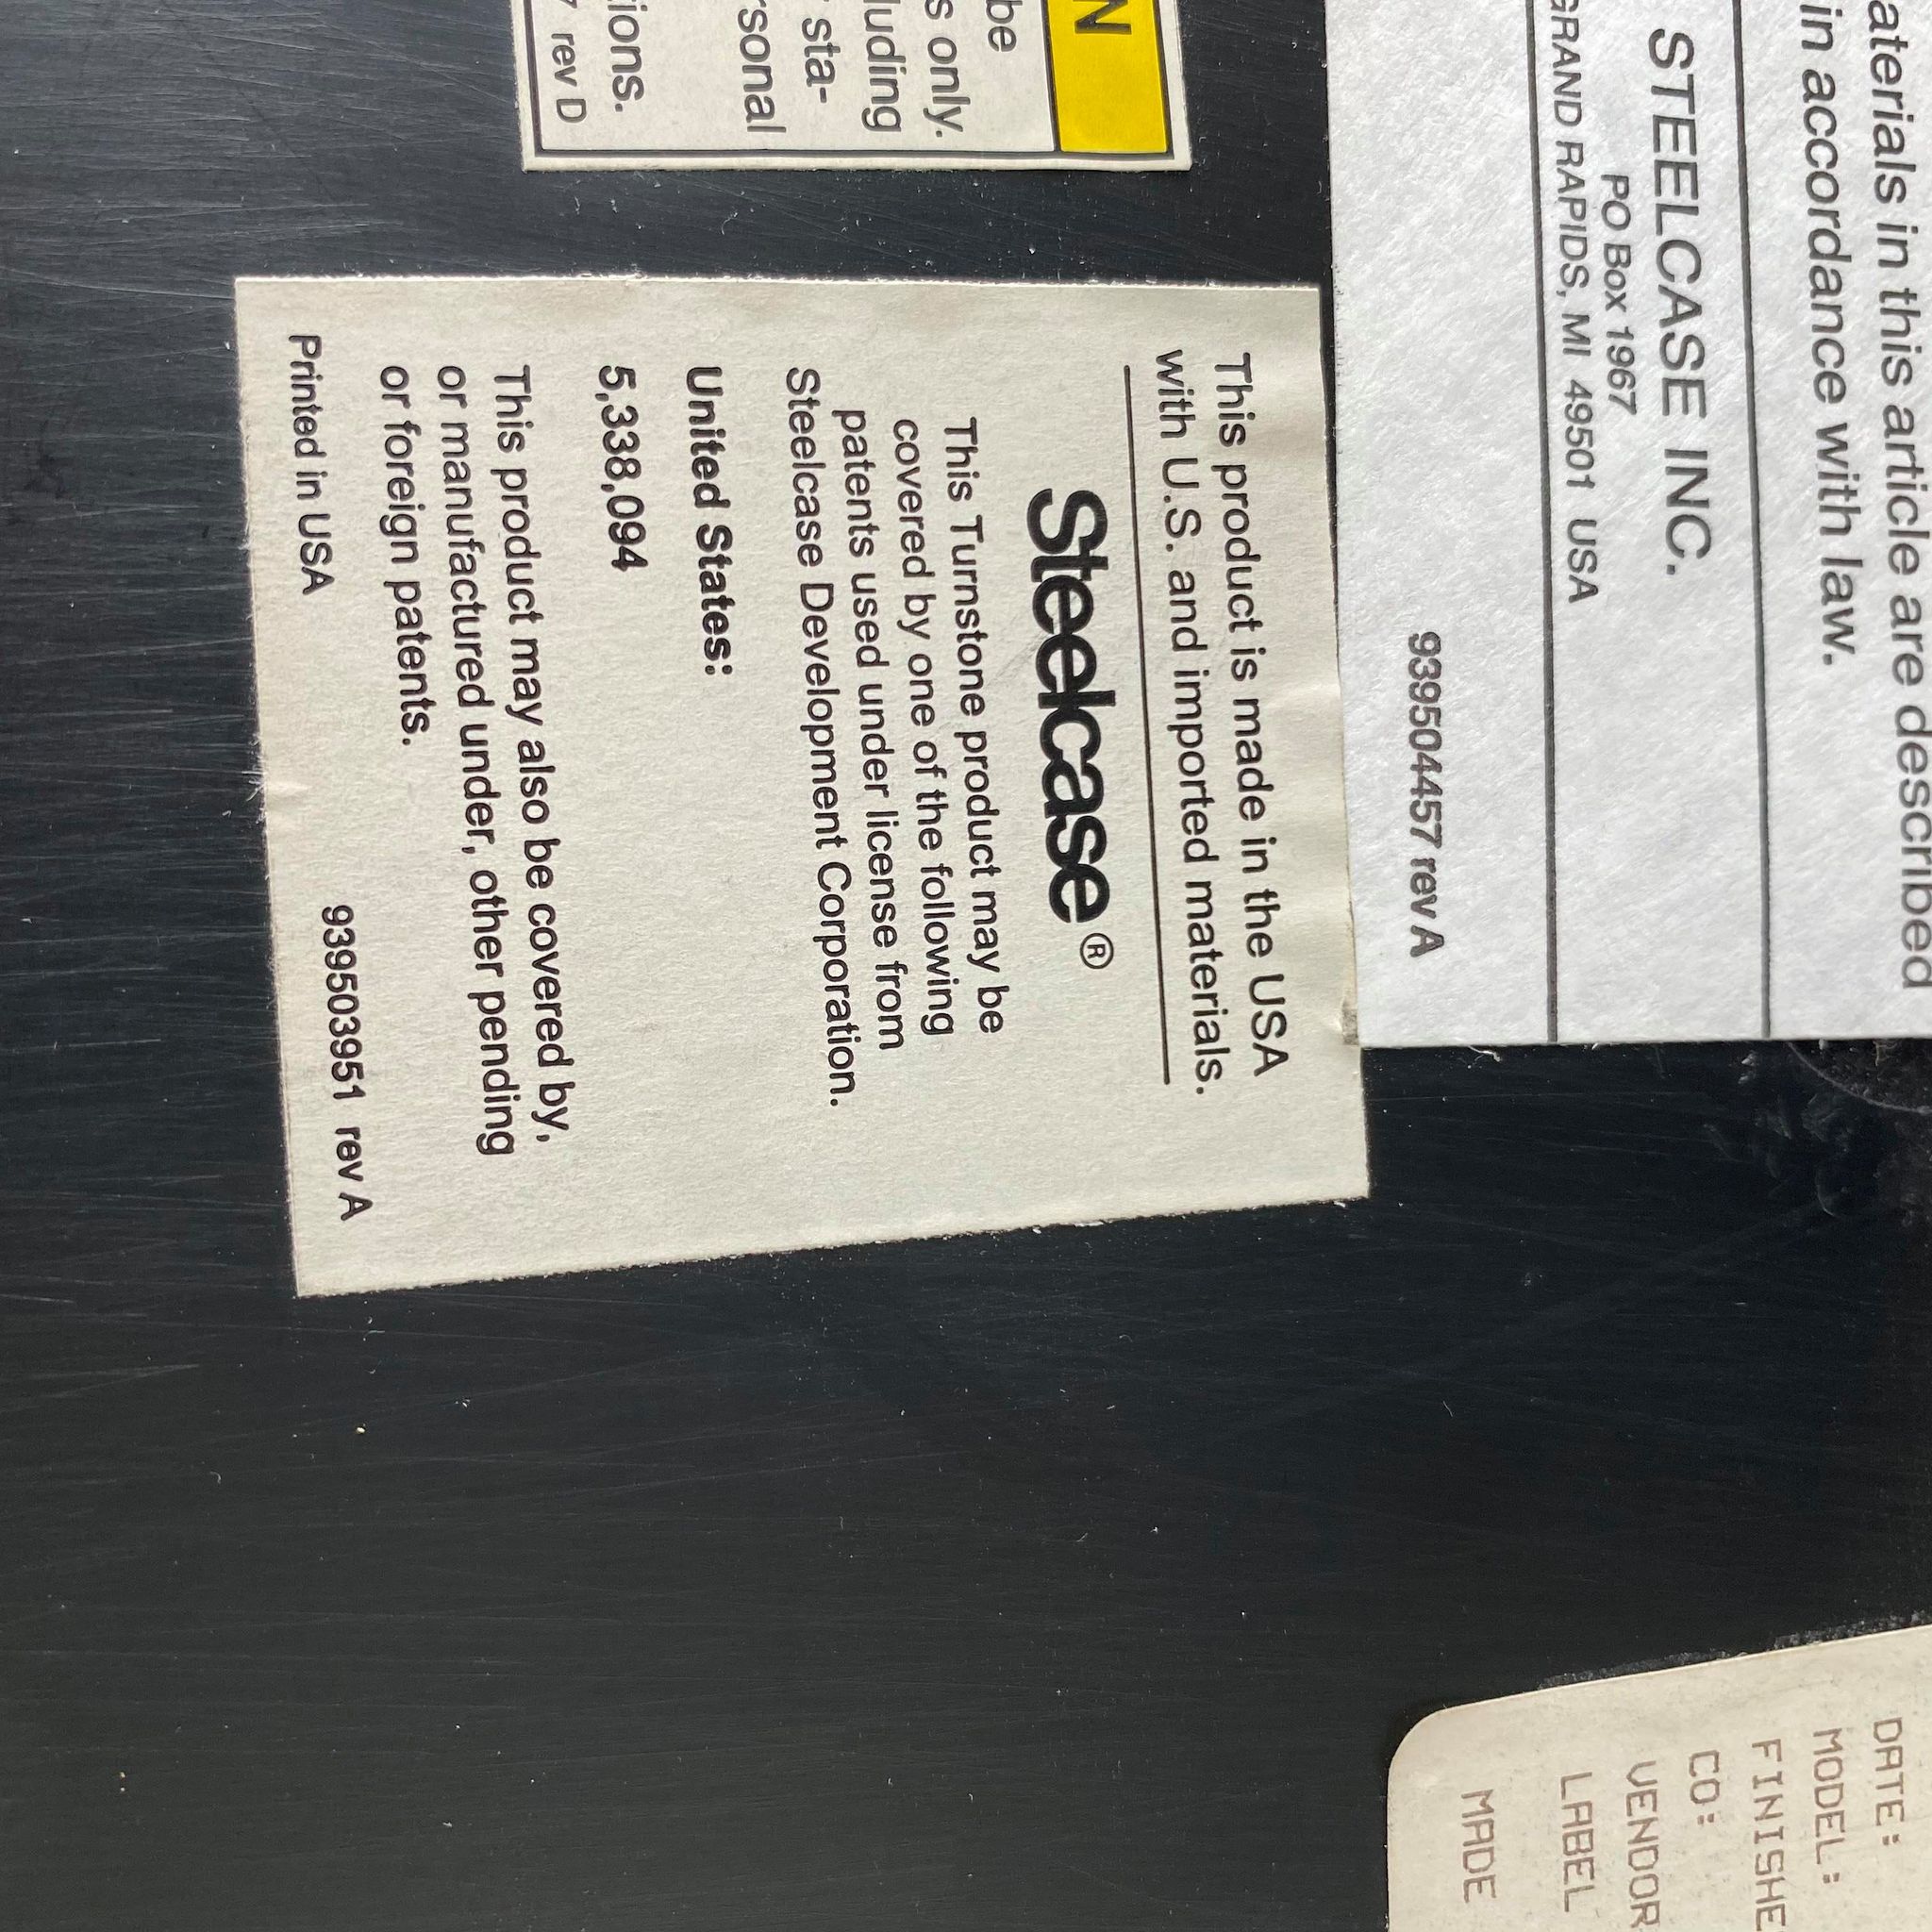 aterials in this article are described
in accordance with law.
STEELCASE INC.
PO Box 1967
GRAND RAPIDS, MI 49501 USA
939504457 rev A
N
be
s only.
luding
sta-
rsonal
ions.
7 rev D
This product is made in the USA
with U.S. and imported materials.
Steelcase®
This Turnstone product may be
covered by one of the following
patents used under license from
Steelcase Development Corporation.
United States:
5,338,094
This product may also be covered by,
or manufactured under, other pending
or foreign patents.
Printed in USA 939503951 rev A
DATE:
MODEL:
FINISHE
CO:
VENDOR
LABEL
MADE